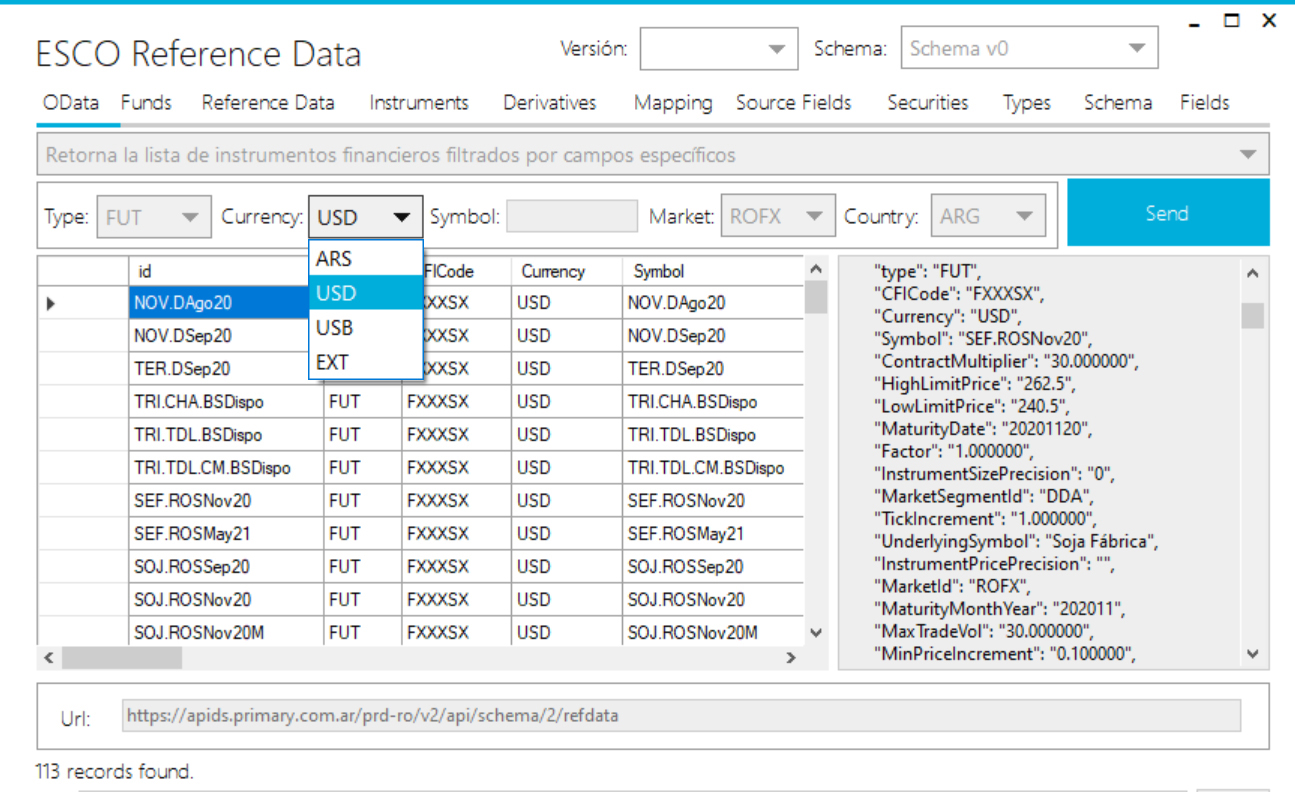 ESCO Reference Data
Versión:
Schema: Schema v0
OData Funds Reference Data Instruments Derivatives Mapping Source Fields Securities Types Schema Fields
Retorna la lista de instrumentos financieros filtrados por campos específicos
Type: FUT Currency: USD Symbol: Market: ROFX Country: ARG Send
ARS
USD
USB
EXT
id FICode Currency Symbol
NOV.DAgo20 XXSX USD NOV.DAgo20
NOV.DSep20 XXSX USD NOV.DSep20
TER.DSep20 XXSX USD TER.DSep20
TRI.CHA.BSDispo FUT FXXXSX USD TRI.CHA.BSDispo
TRI.TDL.BSDispo FUT FXXXSX USD TRI.TDL.BSDispo
TRI.TDL.CM.BSDispo FUT FXXXSX USD TRI.TDL.CM.BSDispo
SEF.ROSNov20 FUT FXXXSX USD SEF.ROSNov20
SEF.ROSMay21 FUT FXXXSX USD SEF.ROSMay21
SOJ.ROSSep20 FUT FXXXSX USD SOJ.ROSSep20
SOJ.ROSNov20 FUT FXXXSX USD SOJ.ROSNov20
SOJ.ROSNov20M FUT FXXXSX USD SOJ.ROSNov20M
"type": "FUT",
"CFICode": "FXXXSX",
"Currency": "USD",
"Symbol": "SEF.ROSNov20",
"ContractMultiplier": "30.000000",
"HighLimitPrice": "262.5",
"LowLimitPrice": "240.5",
"MaturityDate": "20201120",
"Factor": "1.000000",
"InstrumentSizePrecision": "0",
"MarketSegmentId": "DDA",
"TickIncrement": "1.000000",
"UnderlyingSymbol": "Soja Fábrica",
"InstrumentPricePrecision": "",
"MarketId": "ROFX",
"MaturityMonthYear": "202011",
"MaxTradeVol": "30.000000",
"MinPriceIncrement": "0.100000",
Url: https://apids.primary.com.ar/prd-ro/v2/api/schema/2/refdata
113 records found.